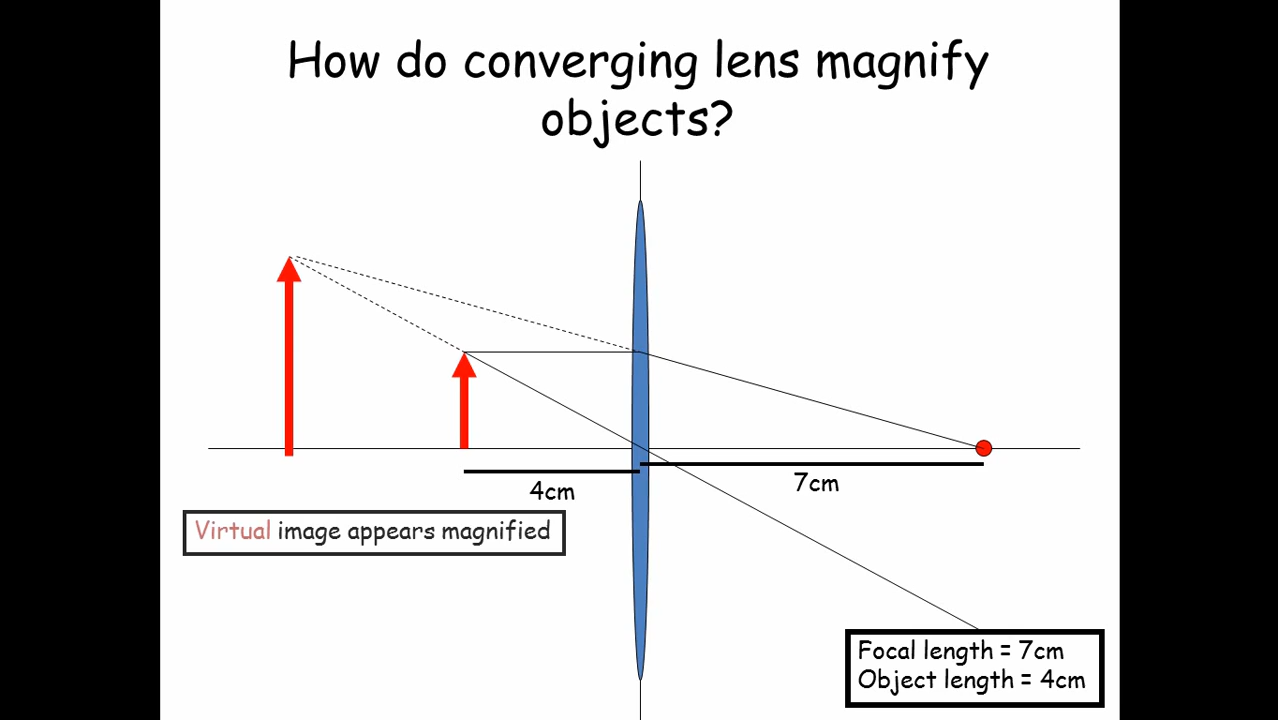 How do converging lens magnify
objects?
4cm
7cm
Virtual image appears magnified
Focal length = 7cm
Object length = 4cm